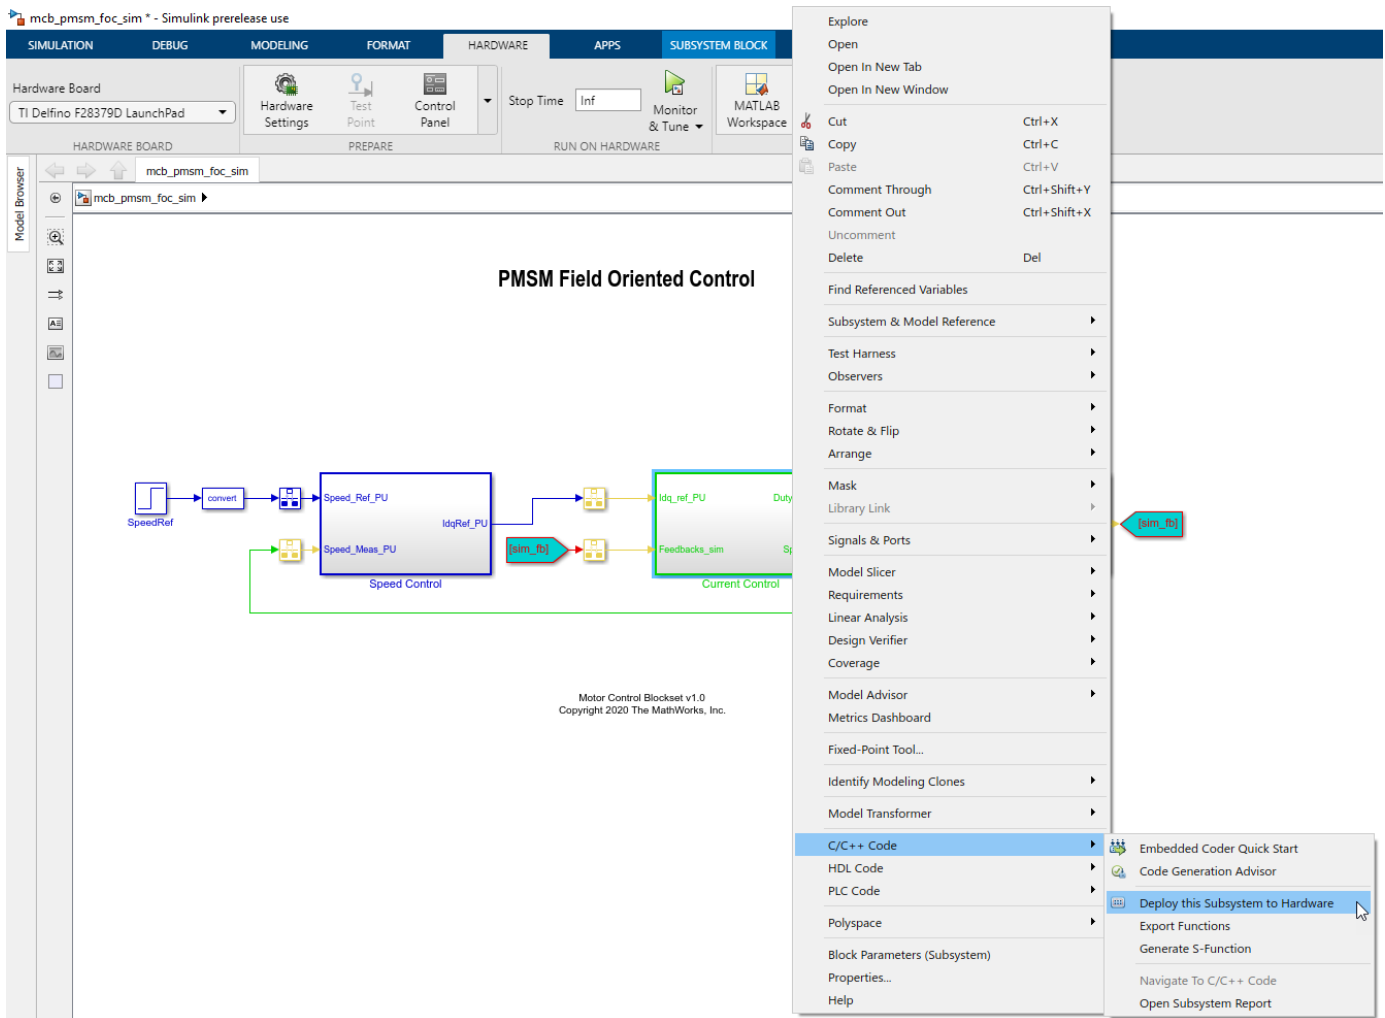 mcb_pmsm_foc_sim * - Simulink prerelease use
SIMULATION DEBUG MODELING FORMAT HARDWARE APPS SUBSYSTEM BLOCK
Hardware Board
TI Delfino F28379D LaunchPad
Hardware Settings
Test Point
Control Panel
Stop Time Inf
Monitor & Tune
MATLAB Workspace
HARDWARE BOARD PREPARE RUN ON HARDWARE
Model Browser
mcb_pmsm_foc_sim
mcb_pmsm_foc_sim
PMSM Field Oriented Control
SpeedRef
convert
Speed_Ref_PU
IdqRef_PU
Speed_Meas_PU
Speed Control
[sim_fb]
Idq_ref_PU
Duty
Feedbacks_sim
Sp
Current Control
[sim_fb]
Motor Control Blockset v1.0
Copyright 2020 The MathWorks, Inc.
Explore
Open
Open In New Tab
Open In New Window
Cut Ctrl+X
Copy Ctrl+C
Paste Ctrl+V
Comment Through Ctrl+Shift+Y
Comment Out Ctrl+Shift+X
Uncomment
Delete Del
Find Referenced Variables
Subsystem & Model Reference
Test Harness
Observers
Format
Rotate & Flip
Arrange
Mask
Library Link
Signals & Ports
Model Slicer
Requirements
Linear Analysis
Design Verifier
Coverage
Model Advisor
Metrics Dashboard
Fixed-Point Tool...
Identify Modeling Clones
Model Transformer
C/C++ Code
HDL Code
PLC Code
Polyspace
Block Parameters (Subsystem)
Properties...
Help
Embedded Coder Quick Start
Code Generation Advisor
Deploy this Subsystem to Hardware
Export Functions
Generate S-Function
Navigate To C/C++ Code
Open Subsystem Report